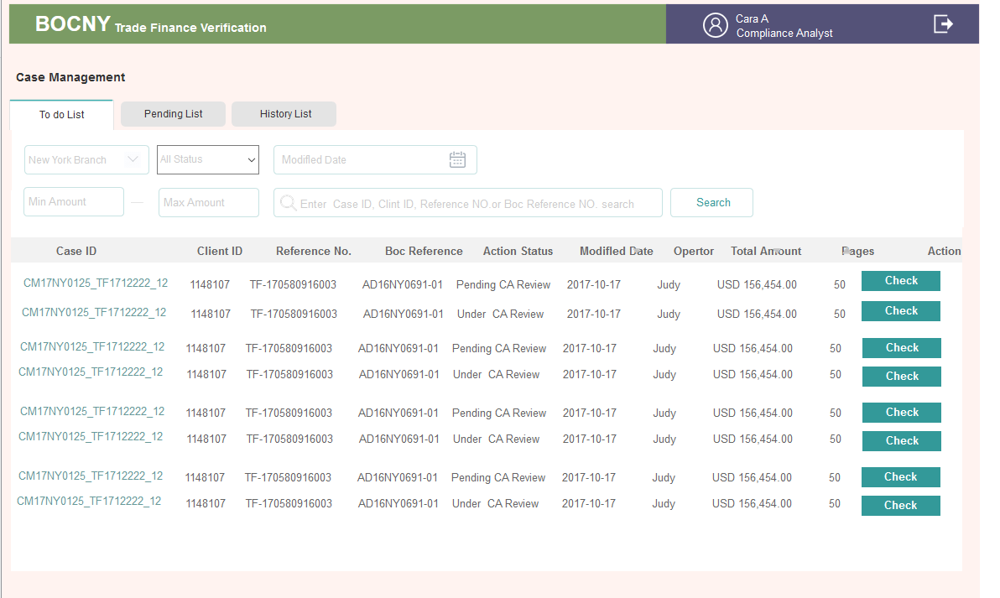 BOCNY Trade Finance Verification
Cara A
Compliance Analyst
Case Management
To do List Pending List History List
New York Branch All Status Modifled Date
Min Amount Max Amount Enter Case ID, Clint ID, Reference NO.or Boc Reference NO. search Search
Case ID Client ID Reference No. Boc Reference Action Status Modifled Date Opertor Total Amount Pages Action
CM17NY0125_TF1712222_12 1148107 TF-170580916003 AD16NY0691-01 Pending CA Review 2017-10-17 Judy USD 156,454.00 50 Check
CM17NY0125_TF1712222_12 1148107 TF-170580916003 AD16NY0691-01 Under CA Review 2017-10-17 Judy USD 156,454.00 50 Check
CM17NY0125_TF1712222_12 1148107 TF-170580916003 AD16NY0691-01 Pending CA Review 2017-10-17 Judy USD 156,454.00 50 Check
CM17NY0125_TF1712222_12 1148107 TF-170580916003 AD16NY0691-01 Under CA Review 2017-10-17 Judy USD 156,454.00 50 Check
CM17NY0125_TF1712222_12 1148107 TF-170580916003 AD16NY0691-01 Pending CA Review 2017-10-17 Judy USD 156,454.00 50 Check
CM17NY0125_TF1712222_12 1148107 TF-170580916003 AD16NY0691-01 Under CA Review 2017-10-17 Judy USD 156,454.00 50 Check
CM17NY0125_TF1712222_12 1148107 TF-170580916003 AD16NY0691-01 Pending CA Review 2017-10-17 Judy USD 156,454.00 50 Check
CM17NY0125_TF1712222_12 1148107 TF-170580916003 AD16NY0691-01 Under CA Review 2017-10-17 Judy USD 156,454.00 50 Check